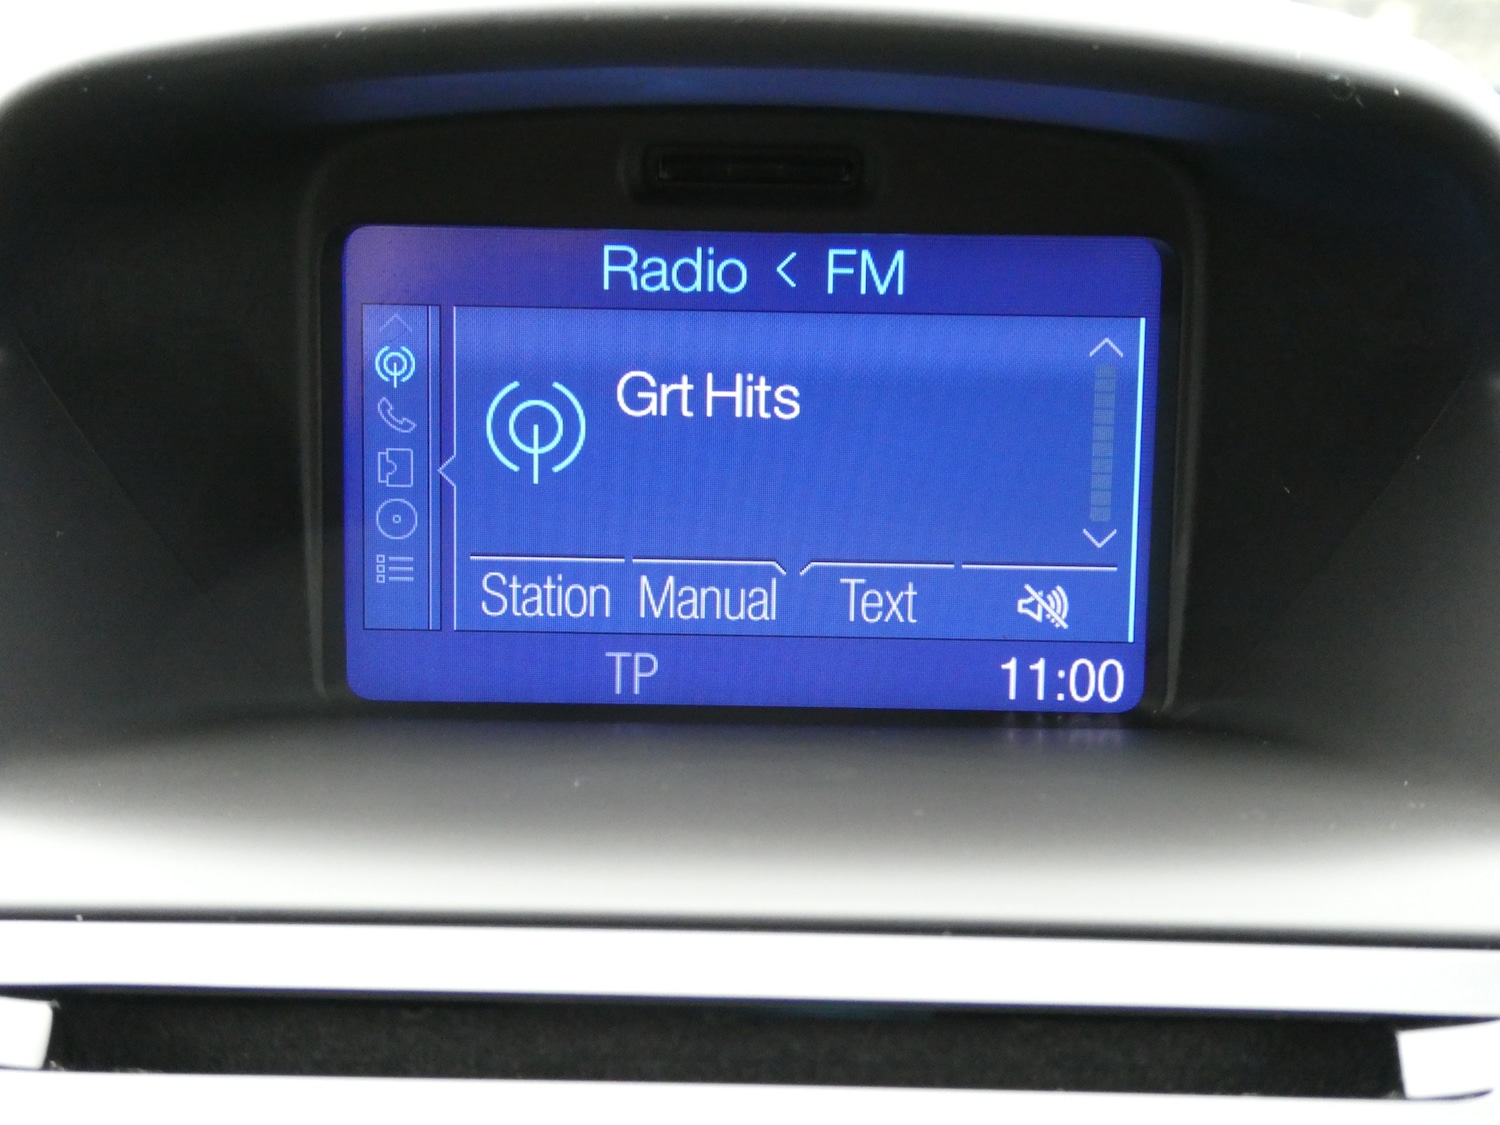 Radio < FM
Grt Hits
Station Manual Text
TP 11:00